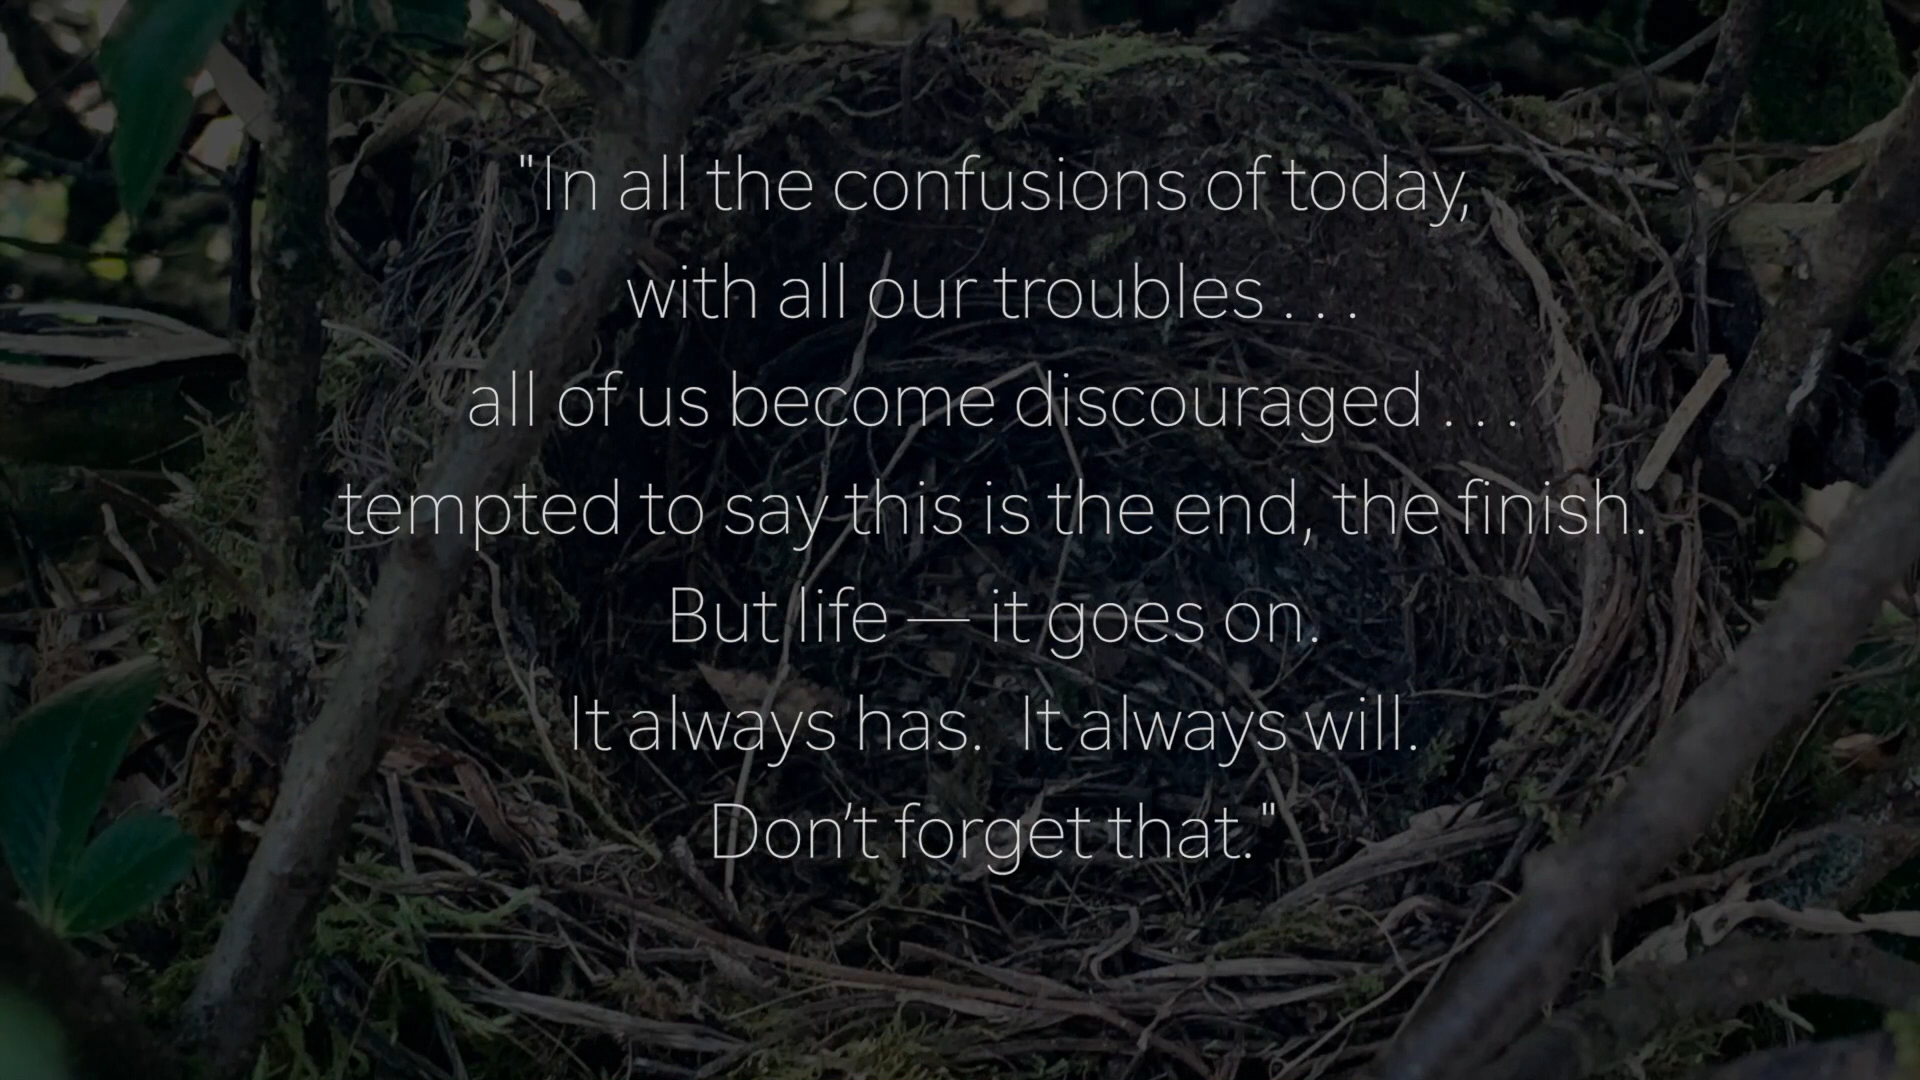 "In all the confusions of today,
with all our troubles . . .
all of us become discouraged . . .
tempted to say this is the end, the finish.
But life — it goes on.
It always has.  It always will.
Don’t forget that."